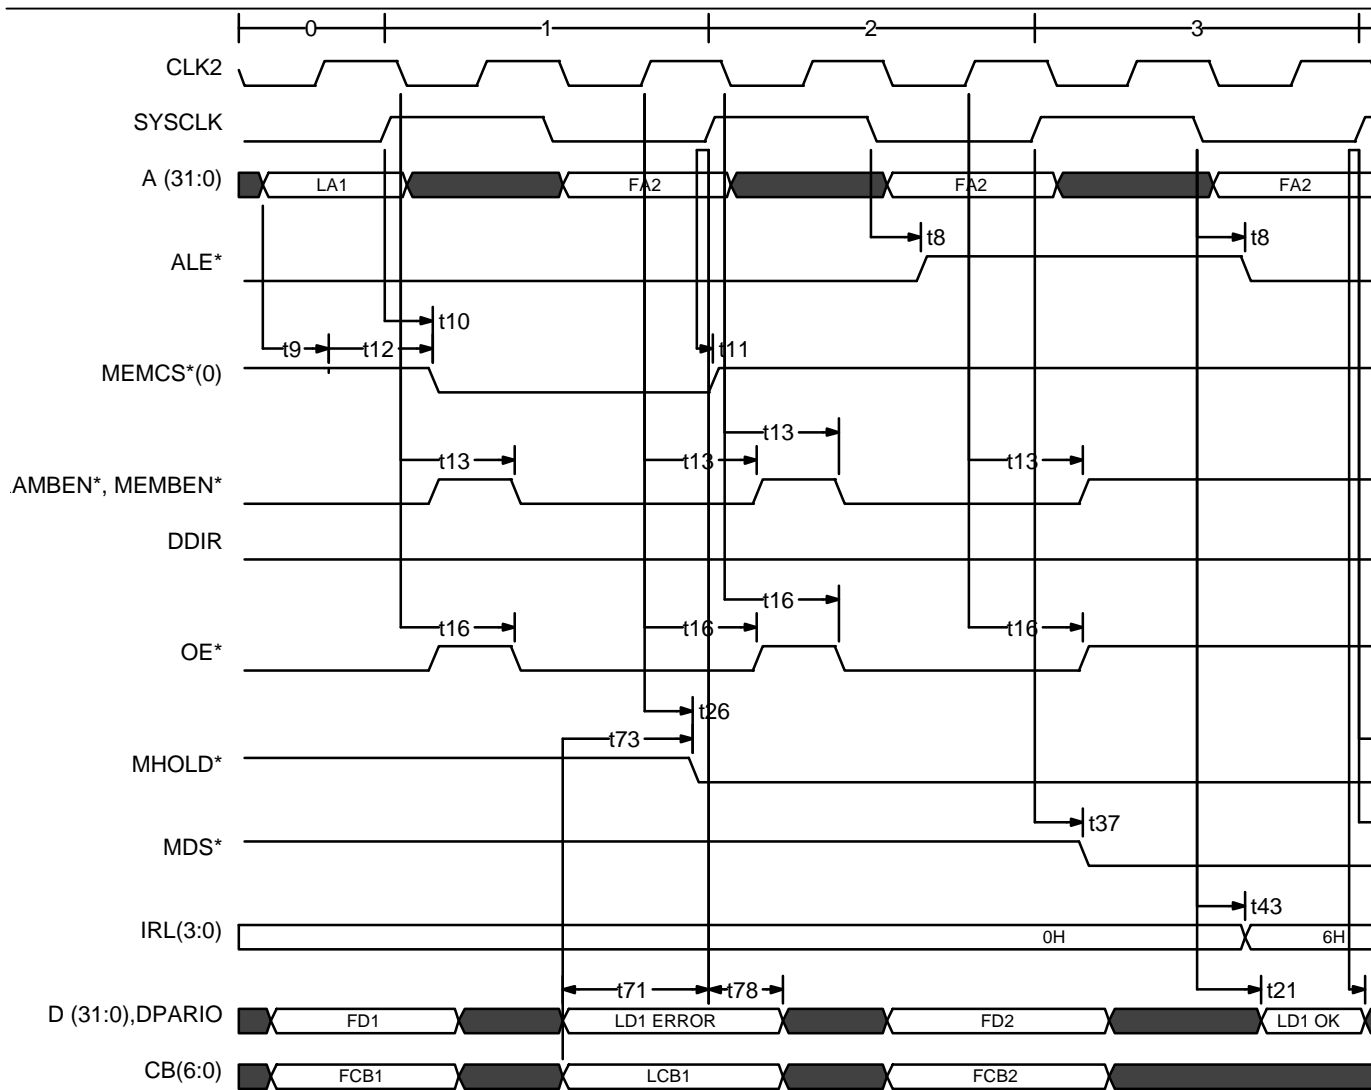 0 1 2 3
CLK2
SYSCLK
A (31:0) LA1 FA2 FA2 FA2
t8 t8
ALE*
t10
t9 t12 t11
MEMCS*(0)
t13
t13 t13 t13
AMBEN*, MEMBEN*
DDIR
t16
t16 t16 t16
OE*
t26
t73
MHOLD*
t37
MDS*
t43
IRL(3:0) 0H 6H
t71 t78 t21
D (31:0),DPARIO FD1 LD1 ERROR FD2 LD1 OK
CB(6:0) FCB1 LCB1 FCB2